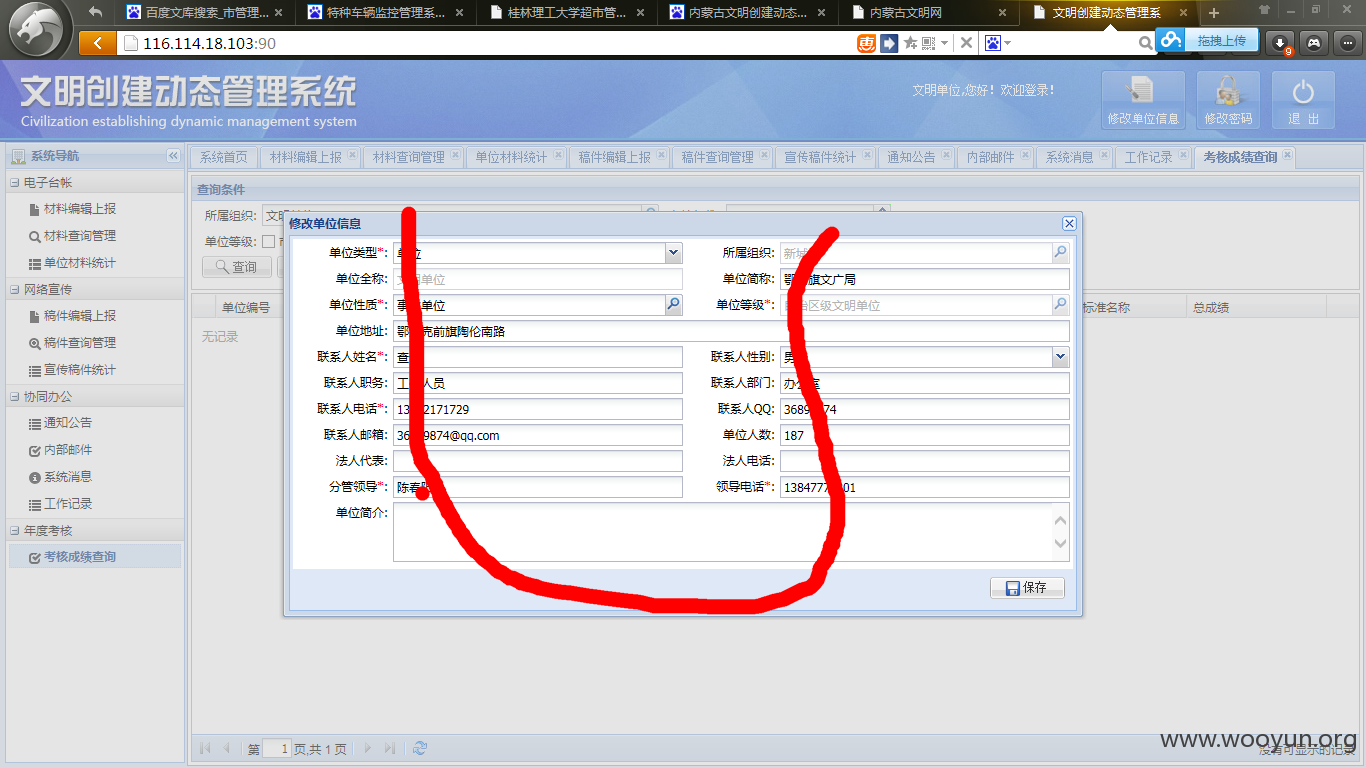 百度文库搜索_市管理...
特种车辆监控管理系...
桂林理工大学超市管...
内蒙古文明创建动态...
内蒙古文明网
文明创建动态管理系
116.114.18.103:90
拖拽上传
9
文明创建动态管理系统
Civilization establishing dynamic management system
文明单位,您好! 欢迎登录!
修改单位信息
修改密码
退 出
系统导航
系统首页
材料编辑上报
材料查询管理
单位材料统计
稿件编辑上报
稿件查询管理
宣传稿件统计
通知公告
内部邮件
系统消息
工作记录
考核成绩查询
电子台帐
材料编辑上报
材料查询管理
单位材料统计
网络宣传
稿件编辑上报
稿件查询管理
宣传稿件统计
协同办公
通知公告
内部邮件
系统消息
工作记录
年度考核
考核成绩查询
查询条件
所属组织:
单位等级:
查询
单位编号
标准名称
总成绩
无记录
修改单位信息
单位类型*: 单位
所属组织: 新
单位全称: 文明单位
单位简称: 鄂 旗文广局
单位性质*: 事 单位
单位等级*: 自治区级文明单位
单位地址: 鄂 克前旗陶伦南路
联系人姓名*: 查
联系人性别: 男
联系人职务: 工 人员
联系人部门: 办公室
联系人电话*: 13 2171729
联系人QQ: 3689 74
联系人邮箱: 36 9874@qq.com
单位人数: 187
法人代表:
法人电话:
分管领导*: 陈春
领导电话*: 1384777 01
单位简介:
保存
第 1 页,共 1 页
没有可显示的记录
www.wooyun.org